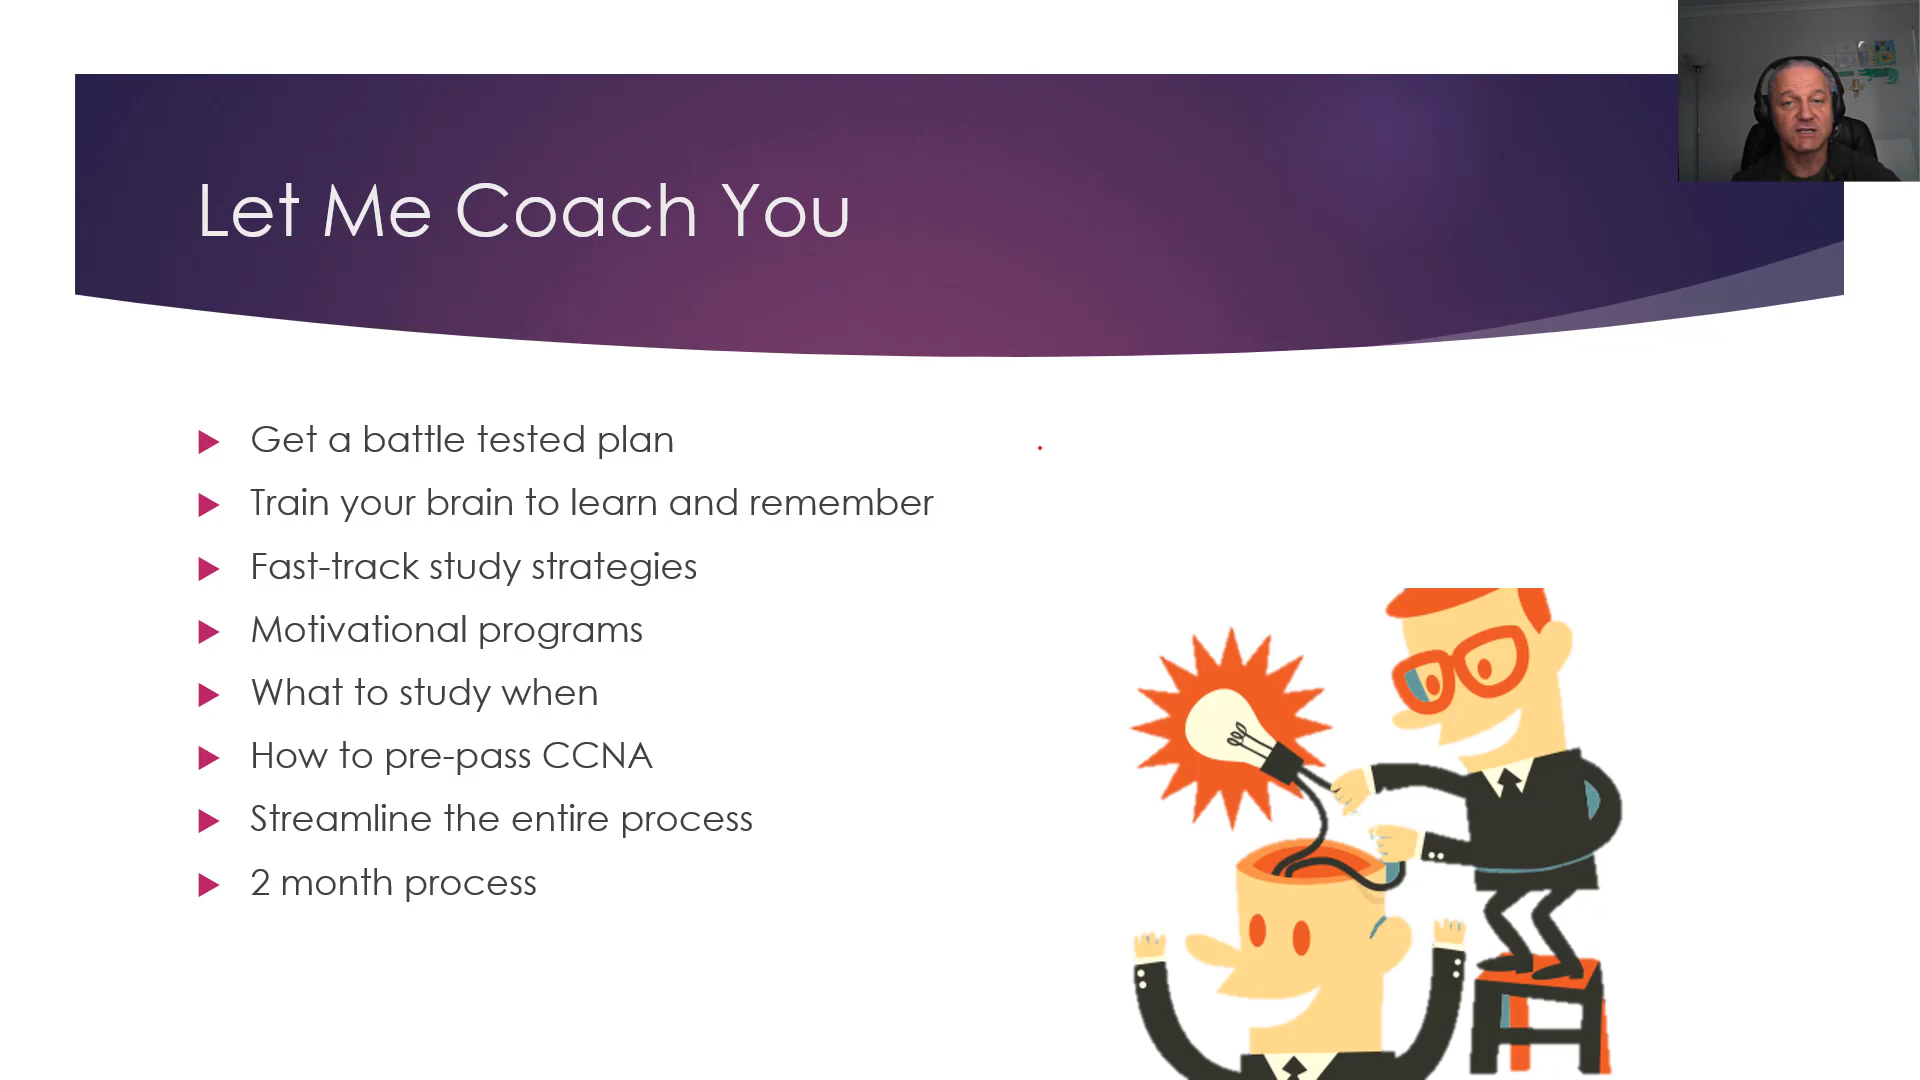 Let Me Coach You
Get a battle tested plan
Train your brain to learn and remember
Fast-track study strategies
Motivational programs
What to study when
How to pre-pass CCNA
Streamline the entire process
2 month process